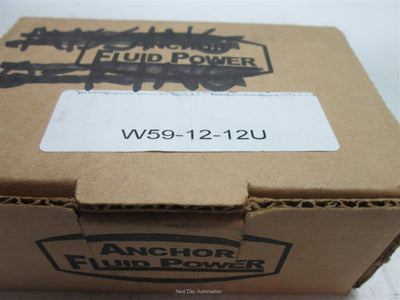 ANCHOR
FLUID POWER
W59-12-12U
ANCHOR
FLUID POWER
Next Day Automation